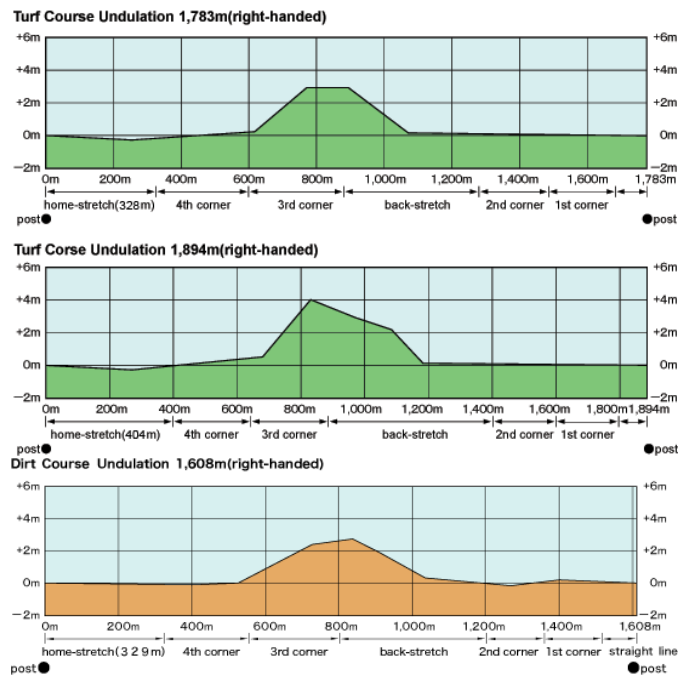 Turf Course Undulation 1,783m(right-handed)
+6m +6m
+4m +4m
+2m +2m
0m 0m
−2m −2m
0m 200m 400m 600m 800m 1,000m 1,200m 1,400m 1,600m 1,783m
home-stretch(328m) 4th corner 3rd corner back-stretch 2nd corner 1st corner
post post
Turf Corse Undulation 1,894m(right-handed)
+6m +6m
+4m +4m
+2m +2m
0m 0m
−2m −2m
0m 200m 400m 600m 800m 1,000m 1,200m 1,400m 1,600m 1,800m 1,894m
home-stretch(404m) 4th corner 3rd corner back-stretch 2nd corner 1st corner
post post
Dirt Course Undulation 1,608m(right-handed)
+6m +6m
+4m +4m
+2m +2m
0m 0m
−2m −2m
0m 200m 400m 600m 800m 1,000m 1,200m 1,400m 1,608m
home-stretch(329m) 4th corner 3rd corner back-stretch 2nd corner 1st corner straight line
post post